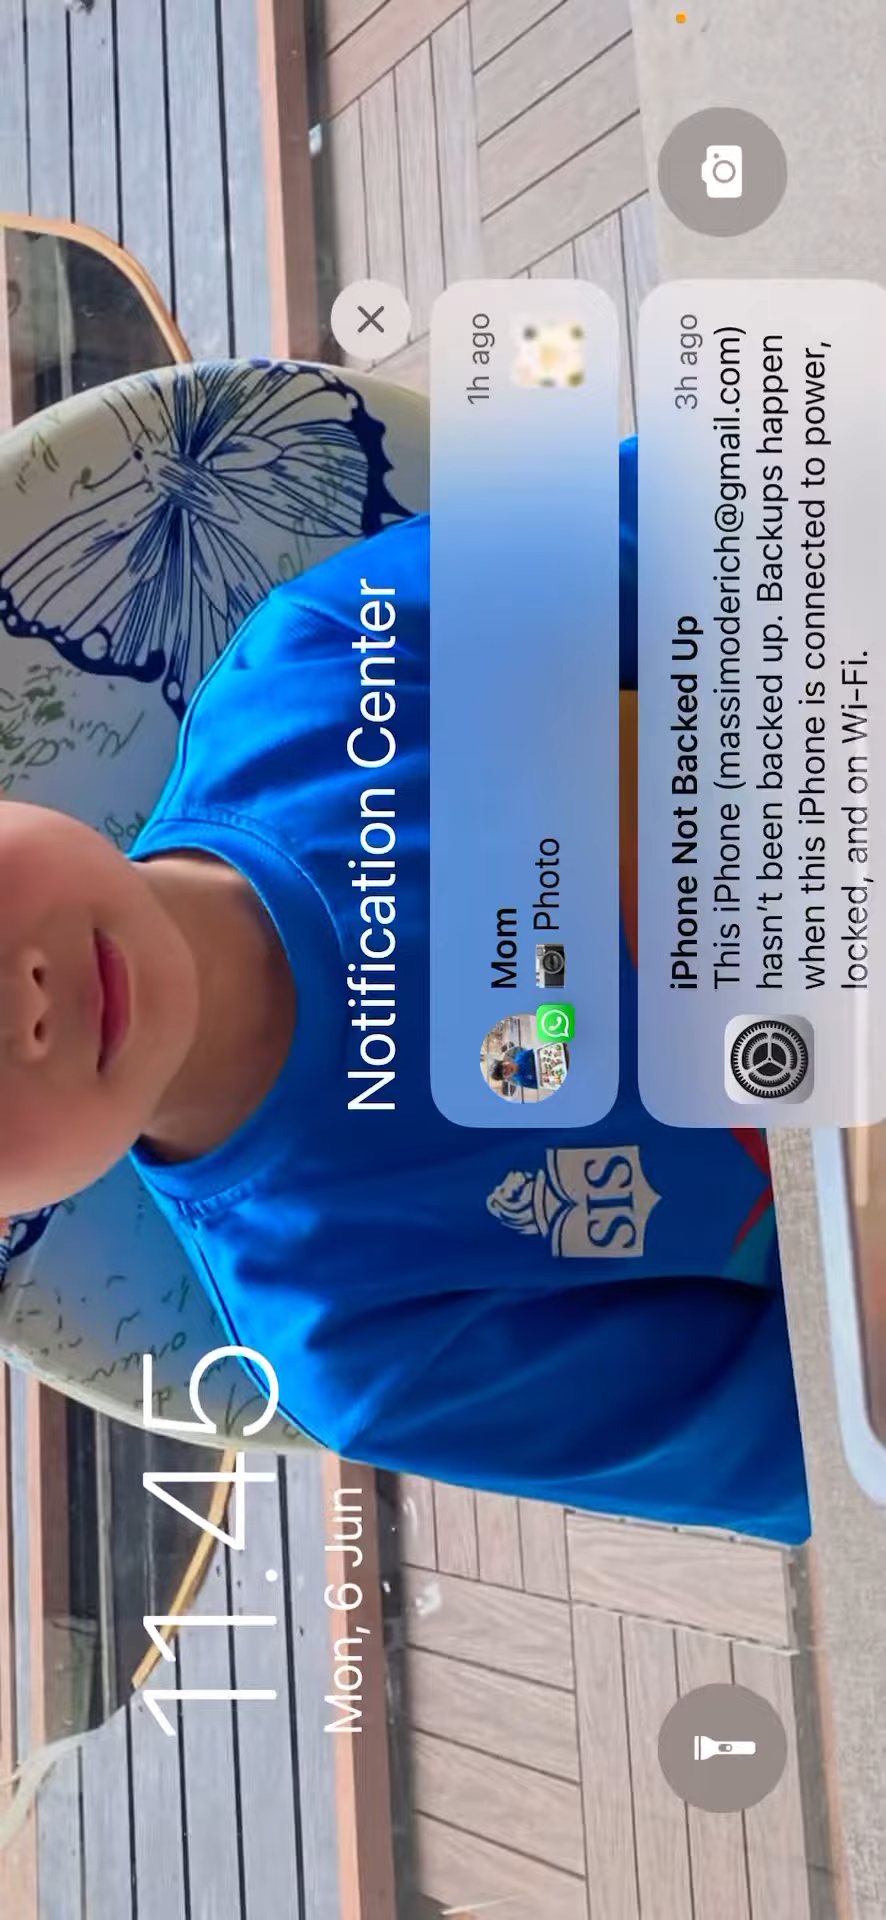 11.45
Mon, 6 Jun
Notification Center
Mom
1h ago
📷 Photo
iPhone Not Backed Up
3h ago
This iPhone (massimoderich@gmail.com)
hasn't been backed up. Backups happen
when this iPhone is connected to power,
locked, and on Wi-Fi.
SIS